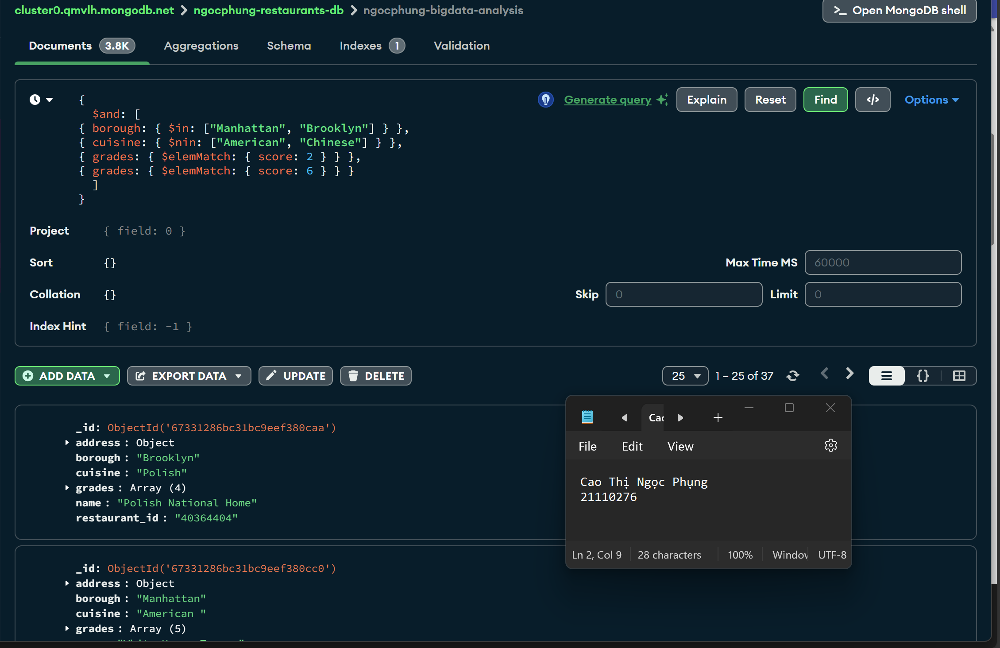 cluster0.qmvlh.mongodb.net > ngocphung-restaurants-db > ngocphung-bigdata-analysis
>_ Open MongoDB shell
Documents 3.8K Aggregations Schema Indexes 1 Validation
{
$and: [
{ borough: { $in: ["Manhattan", "Brooklyn"] } },
{ cuisine: { $nin: ["American", "Chinese"] } },
{ grades: { $elemMatch: { score: 2 } } },
{ grades: { $elemMatch: { score: 6 } } }
]
}
Generate query Explain Reset Find </> Options
Project { field: 0 }
Sort {}
Max Time MS 60000
Collation {}
Skip 0 Limit 0
Index Hint { field: -1 }
ADD DATA EXPORT DATA UPDATE DELETE
25 1 – 25 of 37 {}
_id: ObjectId('67331286bc31bc9eef380caa')
address : Object
borough : "Brooklyn"
cuisine : "Polish"
grades : Array (4)
name : "Polish National Home"
restaurant_id : "40364404"
_id: ObjectId('67331286bc31bc9eef380cc0')
address : Object
borough : "Manhattan"
cuisine : "American "
grades : Array (5)
Cao
File Edit View
Cao Thị Ngọc Phụng
21110276
Ln 2, Col 9 28 characters 100% Window UTF-8